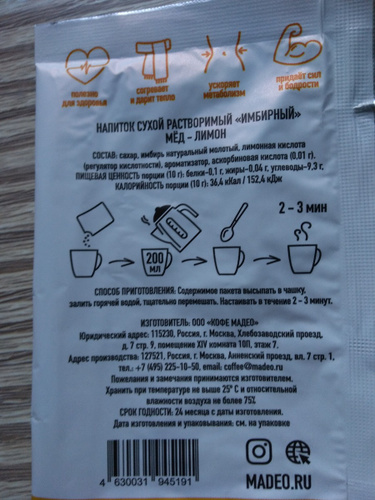 полезно
для здоровья
согревает
и дарит тепло
ускоряет
метаболизм
придаёт сил
и бодрости
НАПИТОК СУХОЙ РАСТВОРИМЫЙ «ИМБИРНЫЙ»
МЁД – ЛИМОН
СОСТАВ: сахар, имбирь натуральный молотый, лимонная кислота
(регулятор кислотности), ароматизатор, аскорбиновая кислота (0,01 г).
ПИЩЕВАЯ ЦЕННОСТЬ порции (10 г): белки-0,1 г, жиры-0,04 г, углеводы-9,3 г,
КАЛОРИЙНОСТЬ порции (10 г): 36,4 кКал / 152,4 кДж
2 – 3 мин
200
мл
СПОСОБ ПРИГОТОВЛЕНИЯ: Содержимое пакета высыпать в чашку,
залить горячей водой, тщательно перемешать. Настаивать в течение 2 – 3 минут.
ИЗГОТОВИТЕЛЬ: ООО «КОФЕ МАДЕО»
Юридический адрес: 115230, Россия, г. Москва, Хлебозаводский проезд,
д. 7 стр. 9, помещение XIV комната 10П, этаж 7.
Адрес производства: 127521, Россия, г. Москва, Анненский проезд, вл. 7 стр. 1,
тел.: +7 (495) 225-10-50, email: coffee@madeo.ru
Пожелания и замечания принимаются изготовителем.
Хранить при температуре не выше 25° С и относительной
влажности воздуха не более 75%
СРОК ГОДНОСТИ: 24 месяца с даты изготовления.
Дата изготовления и упаковывания: см. на упаковке
4 630031 945191
MADEO.RU